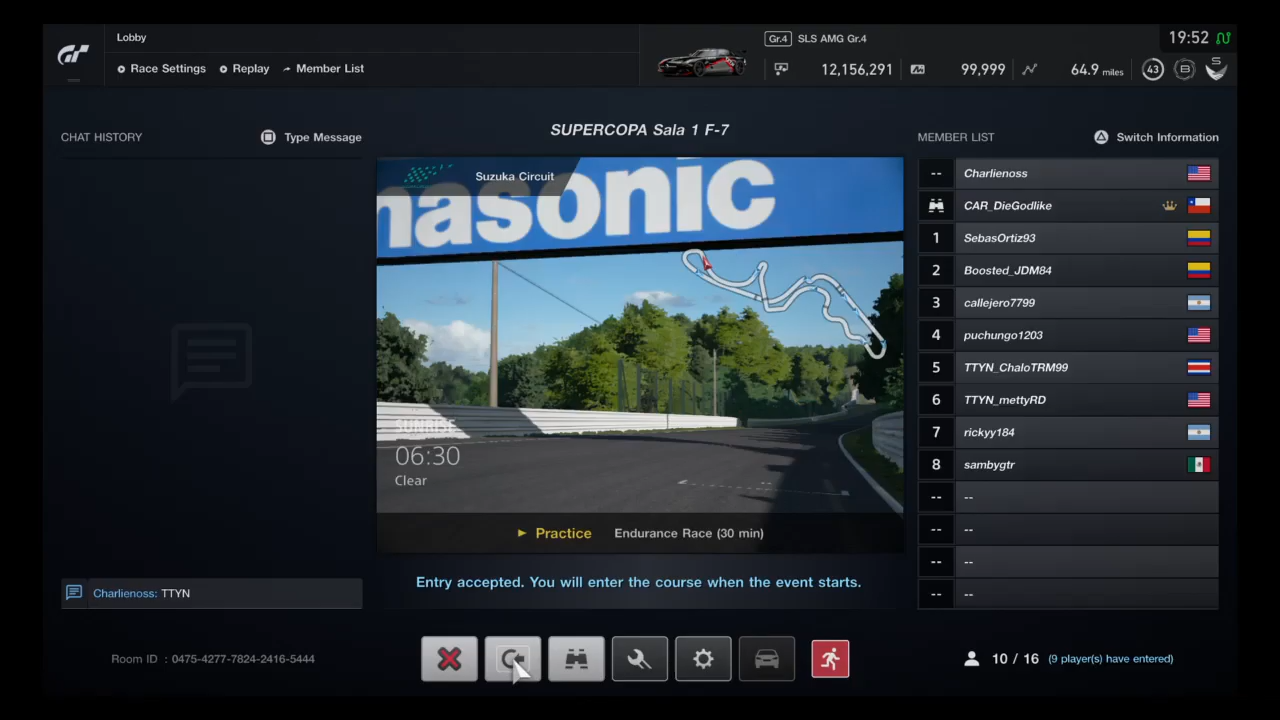 Lobby
Race Settings Replay Member List
Gr.4 SLS AMG Gr.4
12,156,291 99,999 64.9 miles 43 B S
19:52
CHAT HISTORY Type Message
SUPERCOPA Sala 1 F-7
MEMBER LIST Switch Information
Suzuka Circuit
nasonic
SUNRISE
06:30
Clear
Practice Endurance Race (30 min)
Entry accepted. You will enter the course when the event starts.
-- Charlienoss
CAR_DieGodlike
1 SebasOrtiz93
2 Boosted_JDM84
3 callejero7799
4 puchungo1203
5 TTYN_ChaloTRM99
6 TTYN_mettyRD
7 rickyy184
8 sambygtr
-- --
-- --
-- --
-- --
Charlienoss: TTYN
Room ID : 0475-4277-7824-2416-5444
10 / 16 (9 player(s) have entered)